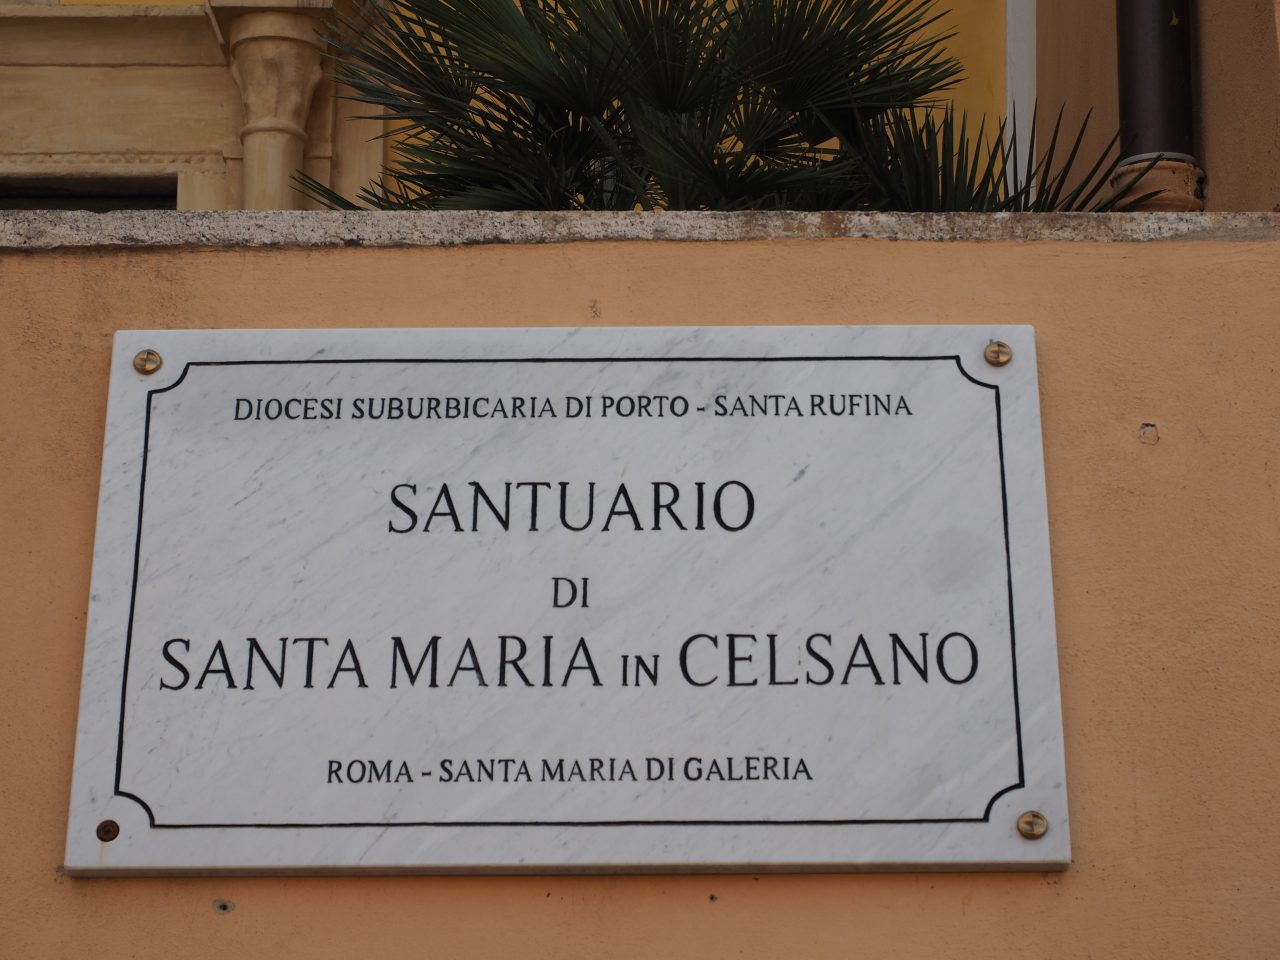 DIOCESI SUBURBICARIA DI PORTO - SANTA RUFINA
SANTUARIO
DI
SANTA MARIA IN CELSANO
ROMA - SANTA MARIA DI GALERIA